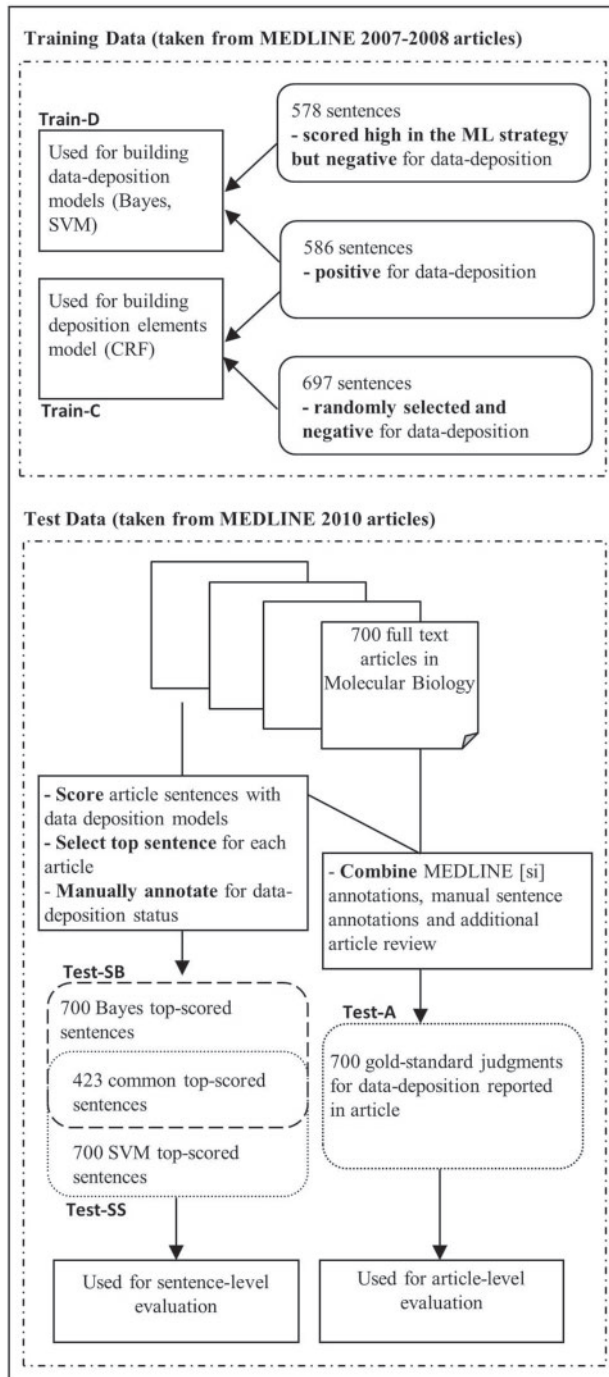 Training Data (taken from MEDLINE 2007-2008 articles)
Train-D
Used for building
data-deposition
models (Bayes,
SVM)
578 sentences
- scored high in the ML strategy
but negative for data-deposition
586 sentences
- positive for data-deposition
Used for building
deposition elements
model (CRF)
Train-C
697 sentences
- randomly selected and
negative for data-deposition
Test Data (taken from MEDLINE 2010 articles)
700 full text
articles in
Molecular Biology
- Score article sentences with
data deposition models
- Select top sentence for each
article
- Manually annotate for data-
deposition status
- Combine MEDLINE [si]
annotations, manual sentence
annotations and additional
article review
Test-SB
700 Bayes top-scored
sentences
423 common top-scored
sentences
700 SVM top-scored
sentences
Test-SS
Test-A
700 gold-standard judgments
for data-deposition reported
in article
Used for sentence-level
evaluation
Used for article-level
evaluation